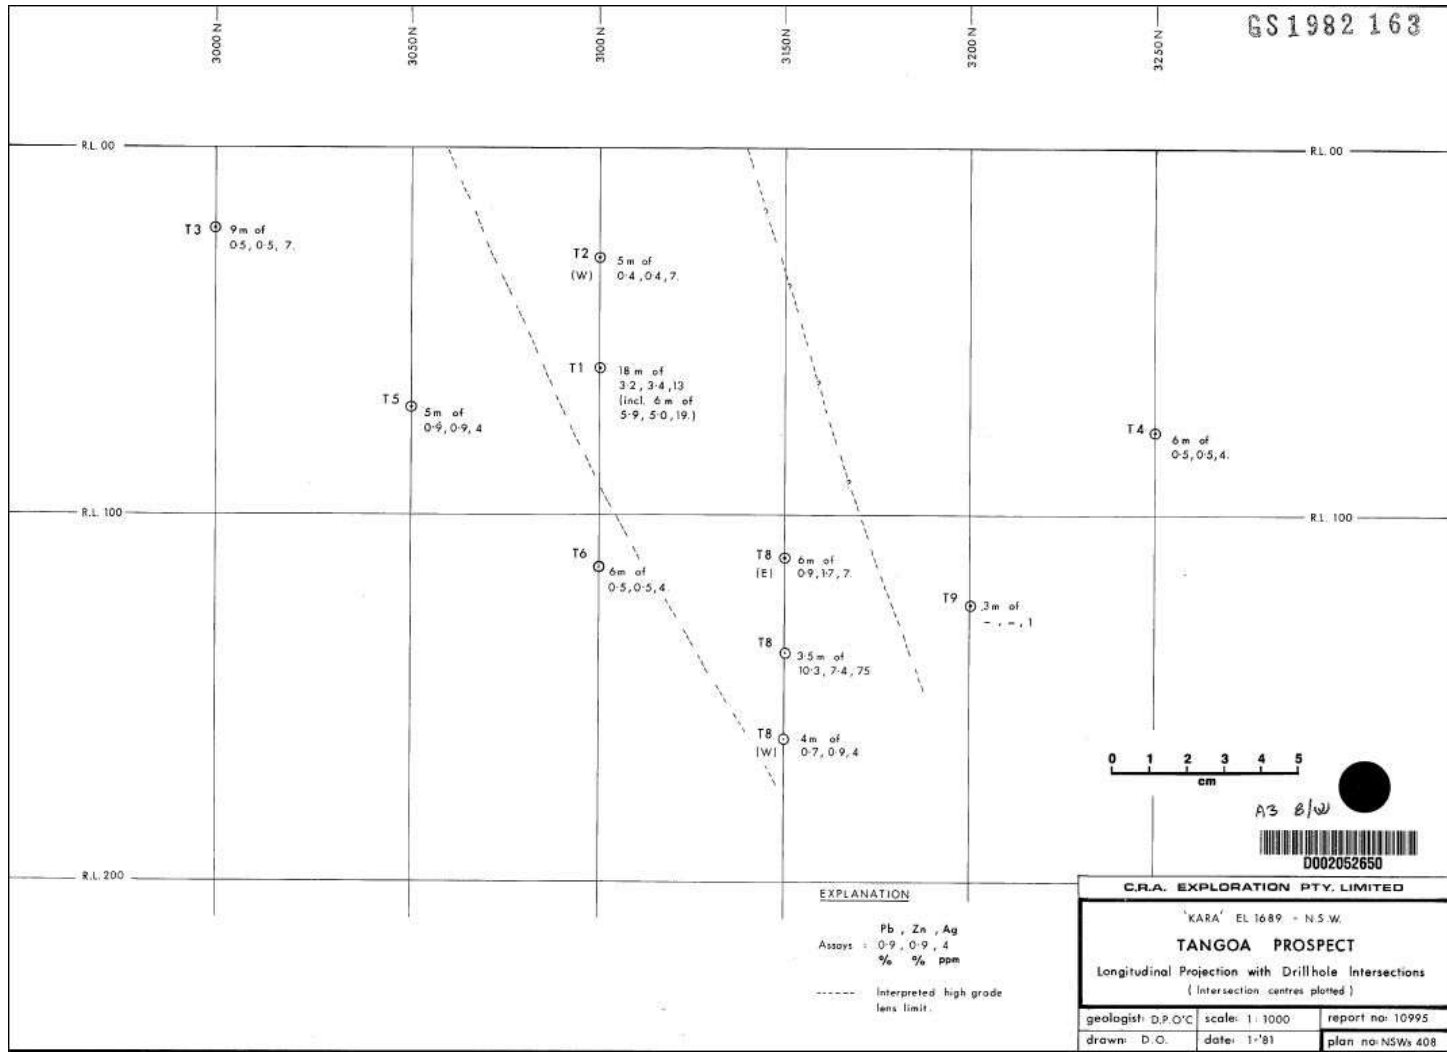 GS1982 163
3000N
3050N
3100N
3150N
3200N
3250N
R.L. 00
R.L. 00
T3
9m of
0·5, 0·5, 7.
T2
(W)
5m of
0·4, 0·4, 7.
T1
18m of
3·2, 3·4, 13
(incl. 6m of
5·9, 5·0, 19.)
T5
5m of
0·9, 0·9, 4
T4
6m of
0·5, 0·5, 4.
R.L. 100
R.L. 100
T6
6m of
0·5, 0·5, 4.
T8
(E)
6m of
0·9, 1·7, 7.
T9
3m of
– , – , 1
T8
3·5m of
10·3, 7·4, 75
T8
(W)
4m of
0·7, 0·9, 4
0 1 2 3 4 5
cm
A3 B/W
D002052650
R.L. 200
EXPLANATION
Pb , Zn , Ag
Assays : 0·9 , 0·9 , 4
% % ppm
Interpreted high grade
lens limit.
C.R.A. EXPLORATION PTY. LIMITED
'KARA' EL 1689 - N.S.W.
TANGOA PROSPECT
Longitudinal Projection with Drillhole Intersections
( Intersection centres plotted )
geologist: D.P.O'C scale: 1 : 1000 report no: 10995
drawn: D.O. date: 1-'81 plan no: NSWs 408